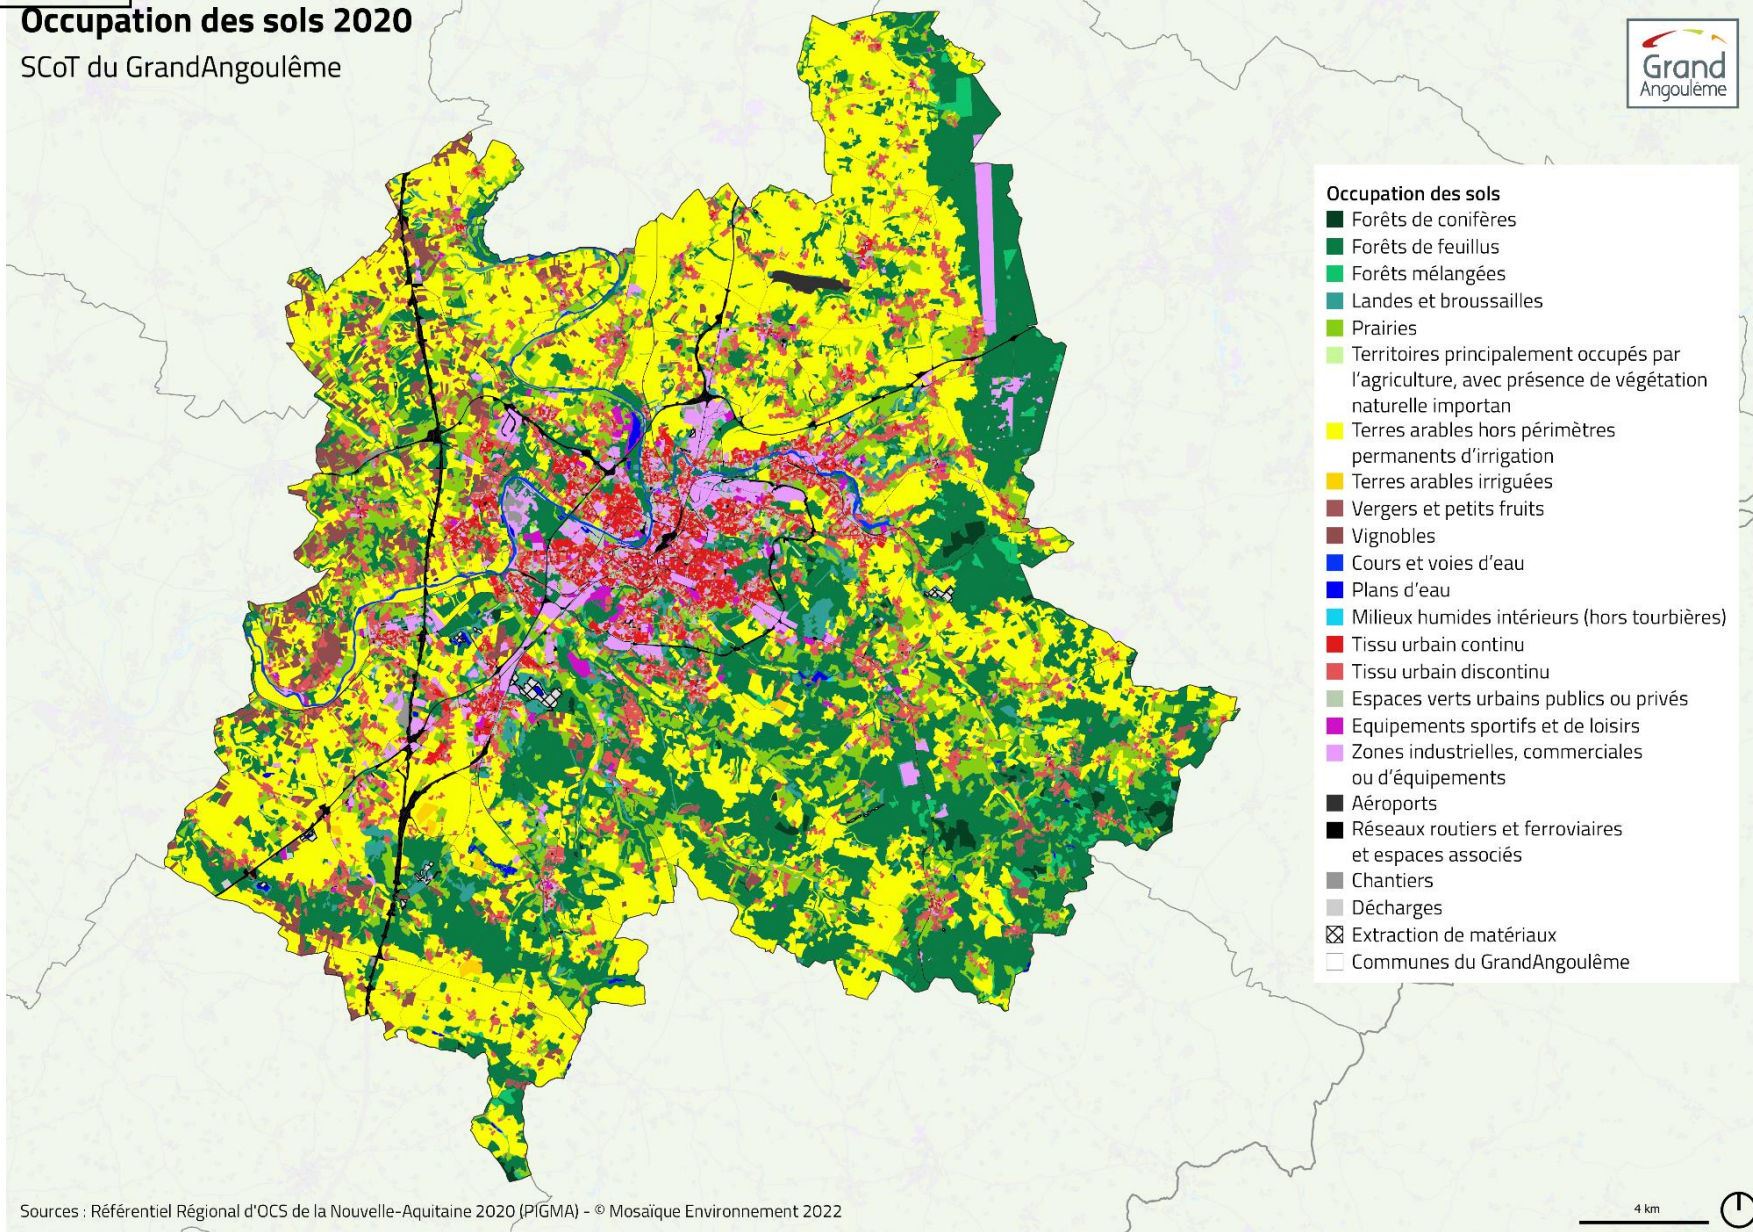 Occupation des sols 2020
SCoT du GrandAngoulême
Grand
Angoulême
Occupation des sols
Forêts de conifères
Forêts de feuillus
Forêts mélangées
Landes et broussailles
Prairies
Territoires principalement occupés par
l'agriculture, avec présence de végétation
naturelle importan
Terres arables hors périmètres
permanents d'irrigation
Terres arables irriguées
Vergers et petits fruits
Vignobles
Cours et voies d'eau
Plans d'eau
Milieux humides intérieurs (hors tourbières)
Tissu urbain continu
Tissu urbain discontinu
Espaces verts urbains publics ou privés
Equipements sportifs et de loisirs
Zones industrielles, commerciales
ou d'équipements
Aéroports
Réseaux routiers et ferroviaires
et espaces associés
Chantiers
Décharges
Extraction de matériaux
Communes du GrandAngoulême
Sources : Référentiel Régional d'OCS de la Nouvelle-Aquitaine 2020 (PIGMA) - © Mosaïque Environnement 2022
4 km